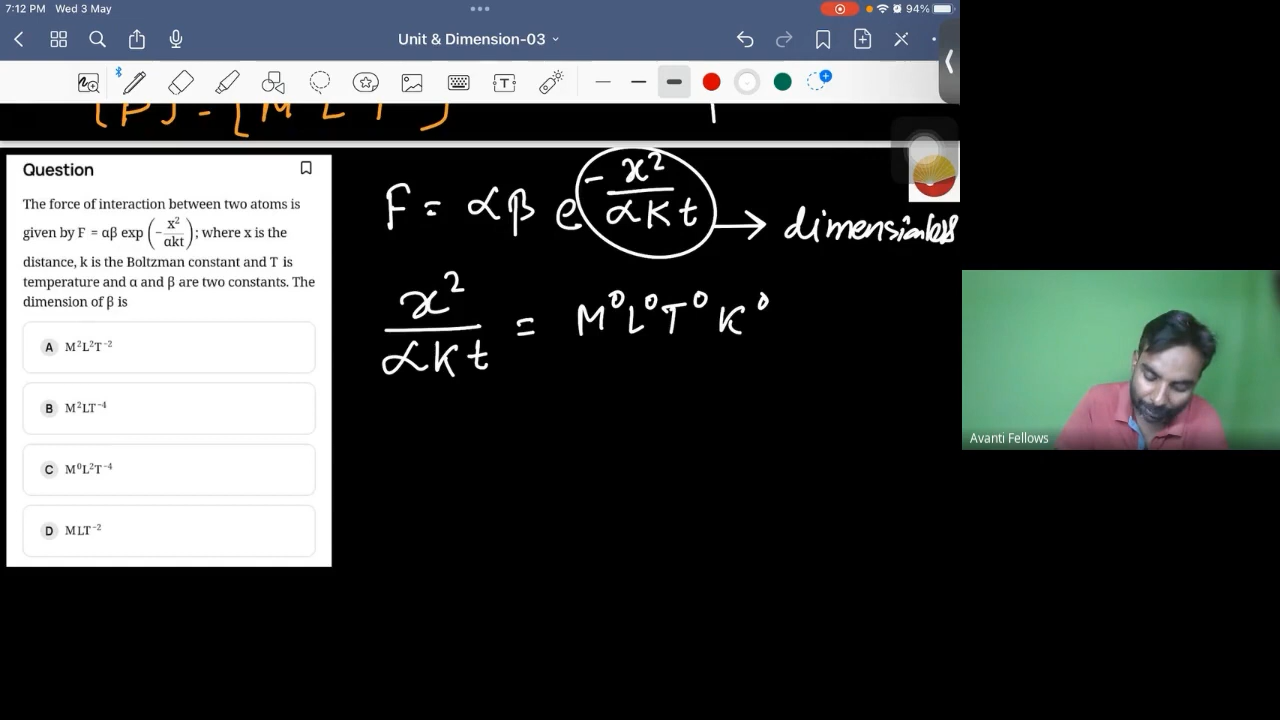 7:12 PM Wed 3 May
94%
Unit & Dimension-03
[P] = [M L T ]
Question
The force of interaction between two atoms is
given by F = αβ exp (-x²/αkt); where x is the
distance, k is the Boltzman constant and T is
temperature and α and β are two constants. The
dimension of β is
A M²L²T⁻²
B M²LT⁻⁴
C M⁰L²T⁻⁴
D MLT⁻²
F = αβ e^(-x²/αKt) → dimensionless
x²/αKt = M⁰L⁰T⁰K⁰
Avanti Fellows